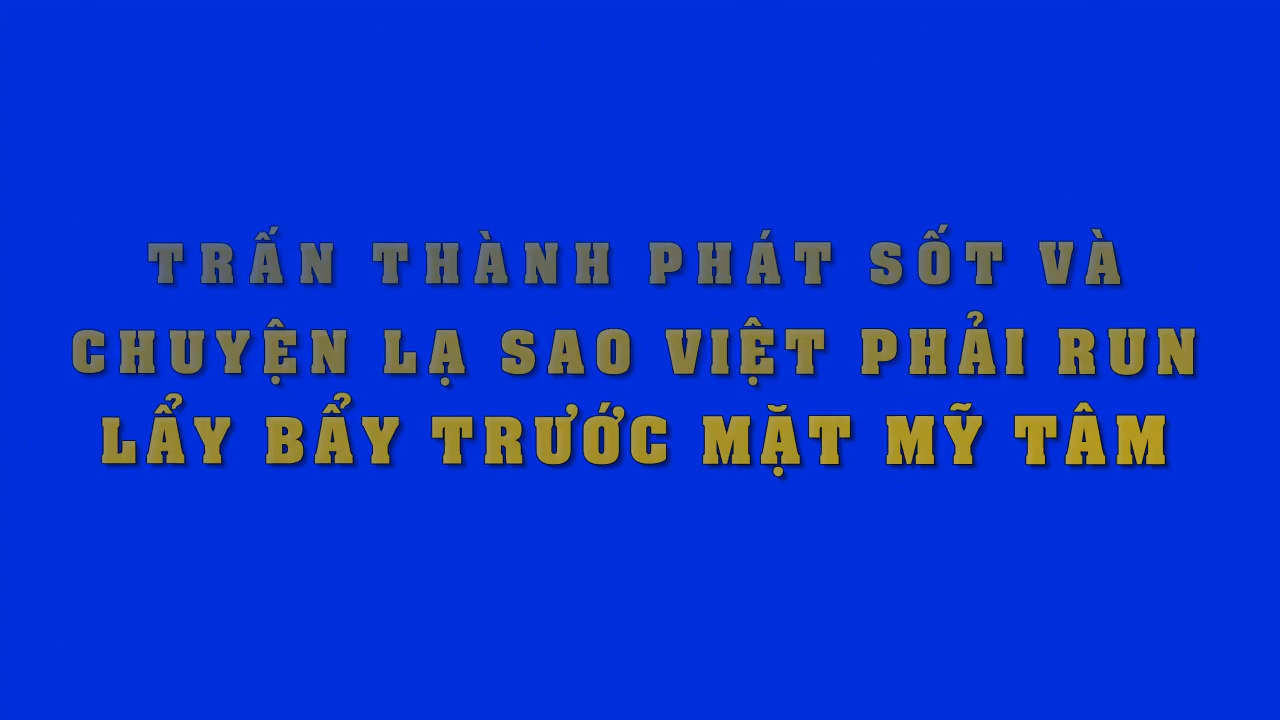 TRẤN THÀNH PHÁT SỐT VÀ
CHUYỆN LẠ SAO VIỆT PHẢI RUN
LẨY BẨY TRƯỚC MẶT MỸ TÂM